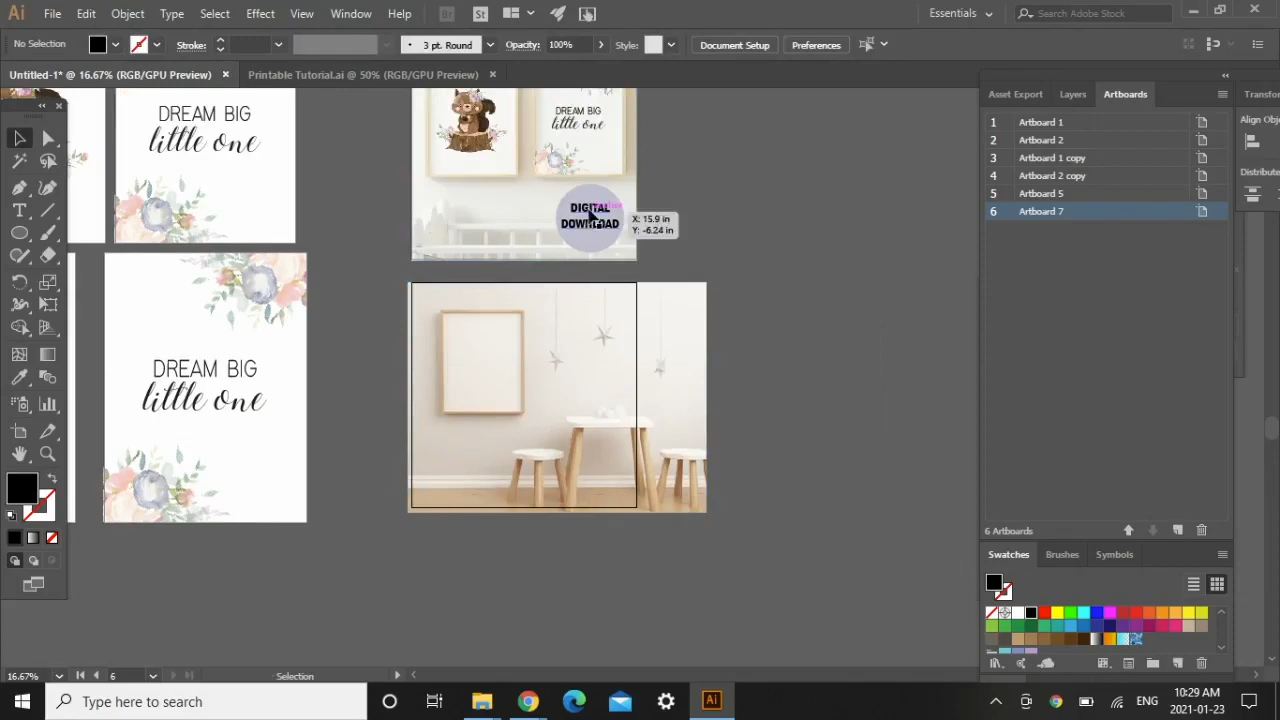 Ai File Edit Object Type Select Effect View Window Help Br St Essentials Search Adobe Stock
No Selection Stroke: 3 pt. Round Opacity: 100% Style: Document Setup Preferences
Untitled-1* @ 16.67% (RGB/GPU Preview) × Printable Tutorial.ai @ 50% (RGB/GPU Preview) ×
Asset Export Layers Artboards Transfor
Align Obje
Distribute
1 Artboard 1
2 Artboard 2
3 Artboard 1 copy
4 Artboard 2 copy
5 Artboard 5
6 Artboard 7
DREAM BIG
little one
DREAM BIG
little one
DIGITAL
DOWNLOAD
X: 15.9 in
Y: -6.24 in
DREAM BIG
little one
6 Artboards
Swatches Brushes Symbols
16.67% 6 Selection
Type here to search
Ai
ENG
10:29 AM
2021-01-23